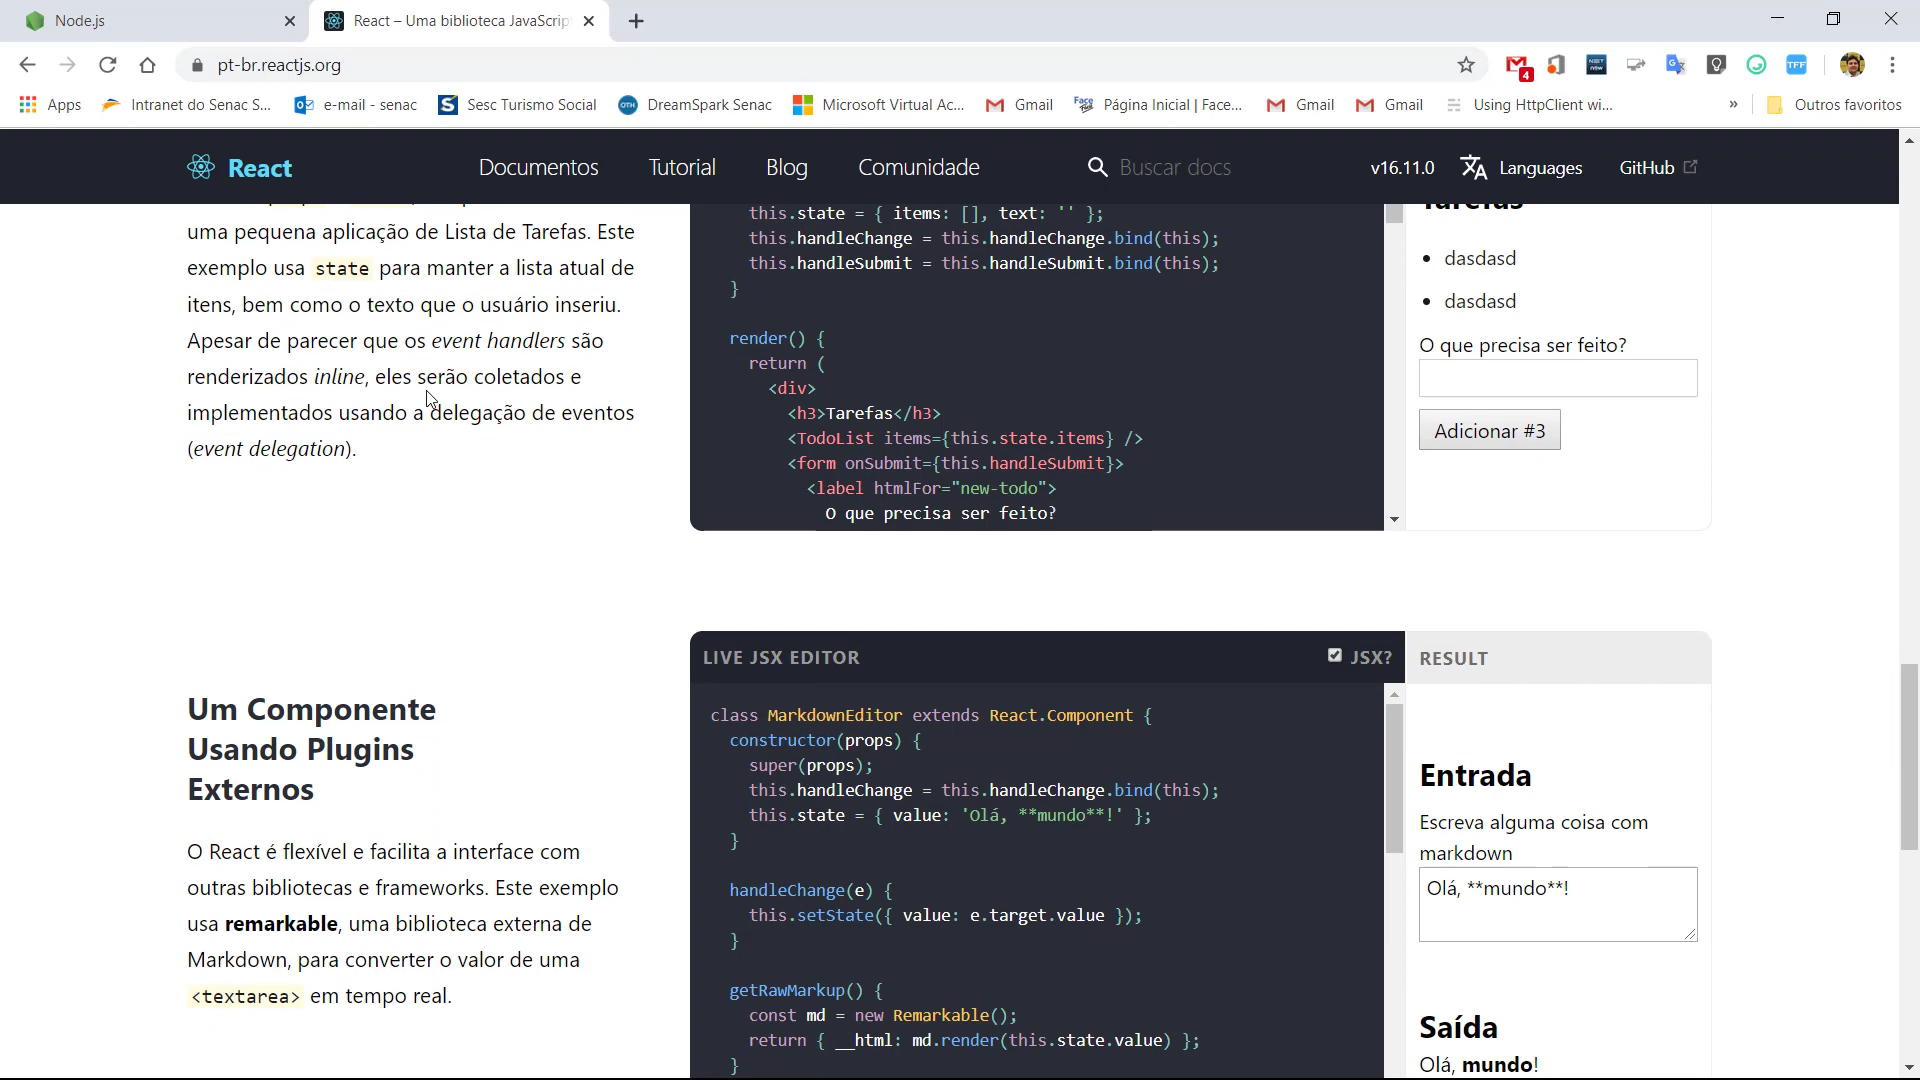 Node.js
React – Uma biblioteca JavaScrip
pt-br.reactjs.org
4
TFF
Apps
Intranet do Senac S...
e-mail - senac
Sesc Turismo Social
DreamSpark Senac
Microsoft Virtual Ac...
Gmail
Página Inicial | Face...
Gmail
Gmail
Using HttpClient wi...
»
Outros favoritos
React
Documentos
Tutorial
Blog
Comunidade
Buscar docs
v16.11.0
Languages
GitHub
uma pequena aplicação de Lista de Tarefas. Este
exemplo usa state para manter a lista atual de
itens, bem como o texto que o usuário inseriu.
Apesar de parecer que os event handlers são
renderizados inline, eles serão coletados e
implementados usando a delegação de eventos
(event delegation).
this.state = { items: [], text: '' };
this.handleChange = this.handleChange.bind(this);
this.handleSubmit = this.handleSubmit.bind(this);
}
render() {
return (
<div>
<h3>Tarefas</h3>
<TodoList items={this.state.items} />
<form onSubmit={this.handleSubmit}>
<label htmlFor="new-todo">
O que precisa ser feito?
Tarefas
dasdasd
dasdasd
O que precisa ser feito?
Adicionar #3
Um Componente
Usando Plugins
Externos
O React é flexível e facilita a interface com
outras bibliotecas e frameworks. Este exemplo
usa remarkable, uma biblioteca externa de
Markdown, para converter o valor de uma
<textarea> em tempo real.
LIVE JSX EDITOR
JSX?
class MarkdownEditor extends React.Component {
constructor(props) {
super(props);
this.handleChange = this.handleChange.bind(this);
this.state = { value: 'Olá, **mundo**!' };
}
handleChange(e) {
this.setState({ value: e.target.value });
}
getRawMarkup() {
const md = new Remarkable();
return { __html: md.render(this.state.value) };
}
RESULT
Entrada
Escreva alguma coisa com
markdown
Olá, **mundo**!
Saída
Olá, mundo!